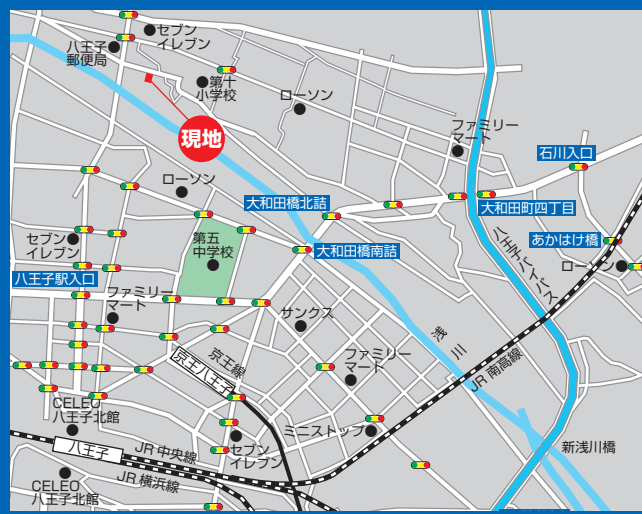 セブン
イレブン
八王子
郵便局
第十
小学校
ローソン
現地
ファミリー
マート
石川入口
ローソン
大和田橋北詰
大和田町四丁目
第五
中学校
セブン
イレブン
大和田橋南詰
八王子バイパス
あかはけ橋
ローソン
八王子駅入口
ファミリー
マート
サンクス
浅川
京王線
京王八王子
ファミリー
マート
JR 南高線
CELEO
八王子北館
ミニストップ
セブン
イレブン
八王子
JR 中央線
新浅川橋
CELEO
八王子北館
JR 横浜線